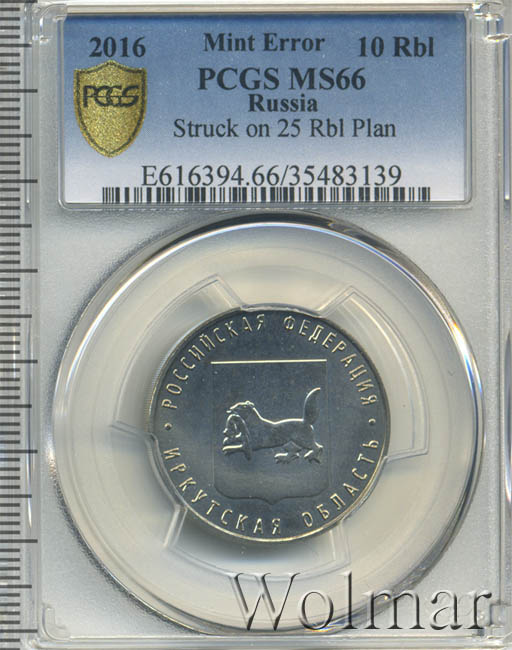 2016 Mint Error 10 Rbl
PCGS MS66
Russia
Struck on 25 Rbl Plan
E616394.66/35483139
PCGS
• РОССИЙСКАЯ ФЕДЕРАЦИЯ •
ИРКУТСКАЯ ОБЛАСТЬ
Wolmar